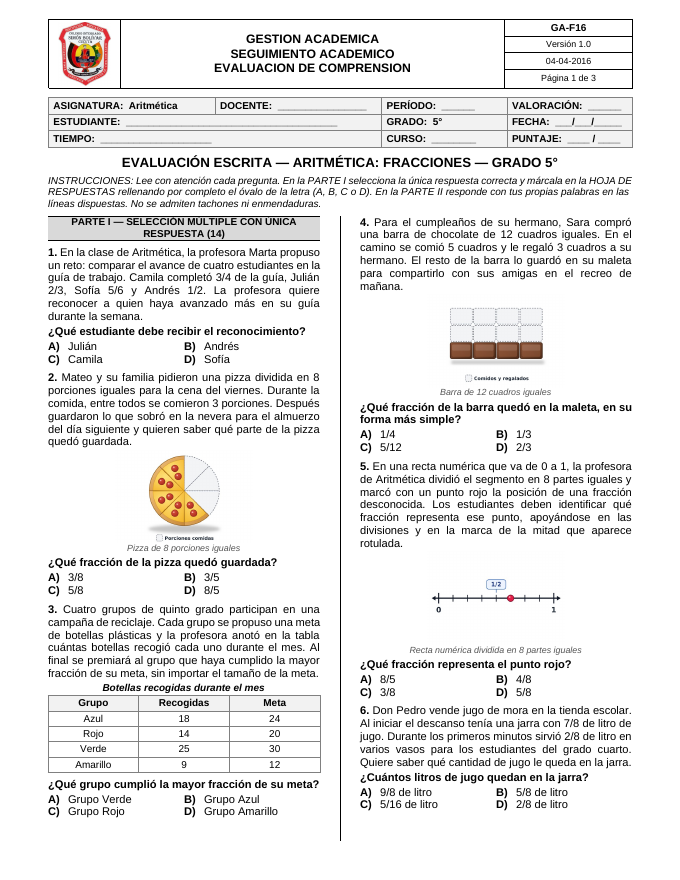 GESTION ACADEMICA
SEGUIMIENTO ACADEMICO
EVALUACION DE COMPRENSION
GA-F16
Versión 1.0
04-04-2016
Página 1 de 3
ASIGNATURA: Aritmética DOCENTE: ________________ PERÍODO: ______ VALORACIÓN: ______
ESTUDIANTE: ______________________________________ GRADO: 5° FECHA: ___/___/_____
TIEMPO: ____________________ CURSO: ________ PUNTAJE: ____ / ____
EVALUACIÓN ESCRITA — ARITMÉTICA: FRACCIONES — GRADO 5°
INSTRUCCIONES: Lee con atención cada pregunta. En la PARTE I selecciona la única respuesta correcta y márcala en la HOJA DE
RESPUESTAS rellenando por completo el óvalo de la letra (A, B, C o D). En la PARTE II responde con tus propias palabras en las
líneas dispuestas. No se admiten tachones ni enmendaduras.
PARTE I — SELECCIÓN MÚLTIPLE CON ÚNICA
RESPUESTA (14)
1. En la clase de Aritmética, la profesora Marta propuso
un reto: comparar el avance de cuatro estudiantes en la
guía de trabajo. Camila completó 3/4 de la guía, Julián
2/3, Sofía 5/6 y Andrés 1/2. La profesora quiere
reconocer a quien haya avanzado más en su guía
durante la semana.
¿Qué estudiante debe recibir el reconocimiento?
A) Julián B) Andrés
C) Camila D) Sofía
2. Mateo y su familia pidieron una pizza dividida en 8
porciones iguales para la cena del viernes. Durante la
comida, entre todos se comieron 3 porciones. Después
guardaron lo que sobró en la nevera para el almuerzo
del día siguiente y quieren saber qué parte de la pizza
quedó guardada.
Porciones comidas
Pizza de 8 porciones iguales
¿Qué fracción de la pizza quedó guardada?
A) 3/8 B) 3/5
C) 5/8 D) 8/5
3. Cuatro grupos de quinto grado participan en una
campaña de reciclaje. Cada grupo se propuso una meta
de botellas plásticas y la profesora anotó en la tabla
cuántas botellas recogió cada uno durante el mes. Al
final se premiará al grupo que haya cumplido la mayor
fracción de su meta, sin importar el tamaño de la meta.
Botellas recogidas durante el mes
Grupo Recogidas Meta
Azul 18 24
Rojo 14 20
Verde 25 30
Amarillo 9 12
¿Qué grupo cumplió la mayor fracción de su meta?
A) Grupo Verde B) Grupo Azul
C) Grupo Rojo D) Grupo Amarillo
4. Para el cumpleaños de su hermano, Sara compró
una barra de chocolate de 12 cuadros iguales. En el
camino se comió 5 cuadros y le regaló 3 cuadros a su
hermano. El resto de la barra lo guardó en su maleta
para compartirlo con sus amigas en el recreo de
mañana.
Comidos y regalados
Barra de 12 cuadros iguales
¿Qué fracción de la barra quedó en la maleta, en su
forma más simple?
A) 1/4 B) 1/3
C) 5/12 D) 2/3
5. En una recta numérica que va de 0 a 1, la profesora
de Aritmética dividió el segmento en 8 partes iguales y
marcó con un punto rojo la posición de una fracción
desconocida. Los estudiantes deben identificar qué
fracción representa ese punto, apoyándose en las
divisiones y en la marca de la mitad que aparece
rotulada.
1/2
0 1
Recta numérica dividida en 8 partes iguales
¿Qué fracción representa el punto rojo?
A) 8/5 B) 4/8
C) 3/8 D) 5/8
6. Don Pedro vende jugo de mora en la tienda escolar.
Al iniciar el descanso tenía una jarra con 7/8 de litro de
jugo. Durante los primeros minutos sirvió 2/8 de litro en
varios vasos para los estudiantes del grado cuarto.
Quiere saber qué cantidad de jugo le queda en la jarra.
¿Cuántos litros de jugo quedan en la jarra?
A) 9/8 de litro B) 5/8 de litro
C) 5/16 de litro D) 2/8 de litro